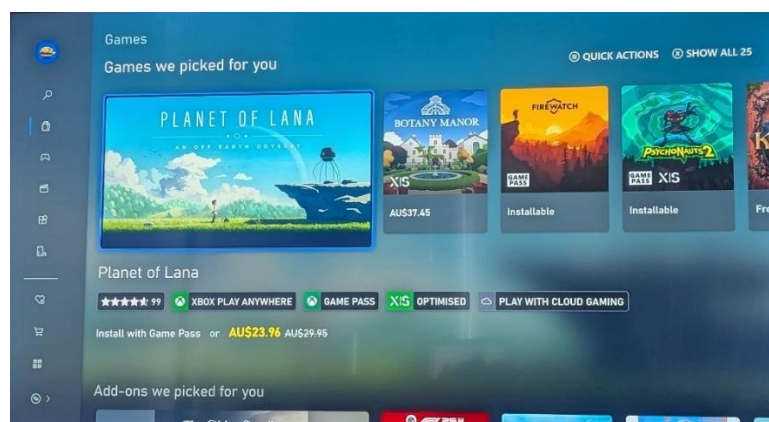 Games
Games we picked for you
QUICK ACTIONS
SHOW ALL 25
PLANET OF LANA
AN OFF-EARTH ODYSSEY
BOTANY MANOR
X|S
AU$37.45
FIREWATCH
GAME PASS
Installable
PSYCHONAUTS 2
GAME PASS
X|S
Installable
K
Fre
Planet of Lana
99
XBOX PLAY ANYWHERE
GAME PASS
X|S OPTIMISED
PLAY WITH CLOUD GAMING
Install with Game Pass or AU$23.96 AU$29.95
Add-ons we picked for you